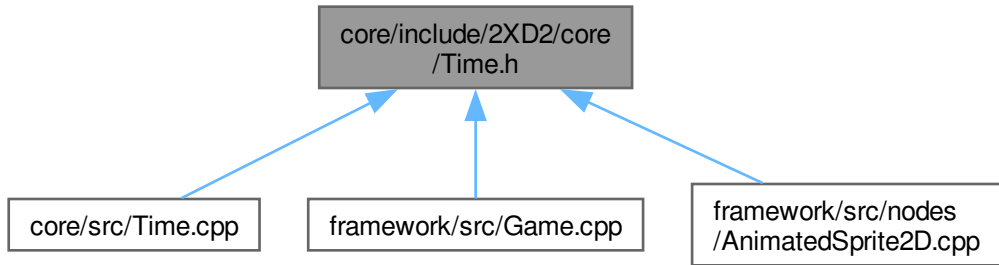 core/include/2XD2/core
/Time.h
core/src/Time.cpp
framework/src/Game.cpp
framework/src/nodes
/AnimatedSprite2D.cpp